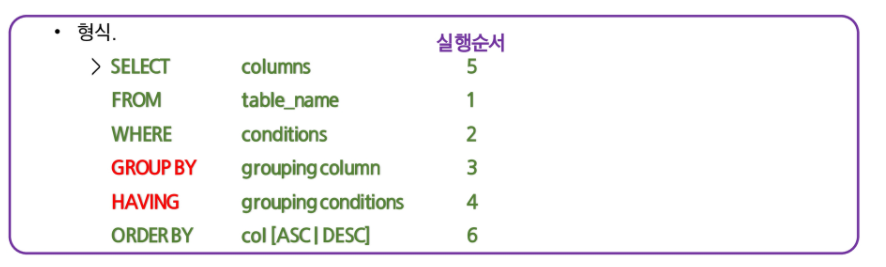 • 형식.
실행순서
> SELECT columns 5
FROM table_name 1
WHERE conditions 2
GROUP BY grouping column 3
HAVING grouping conditions 4
ORDER BY col [ASC | DESC] 6